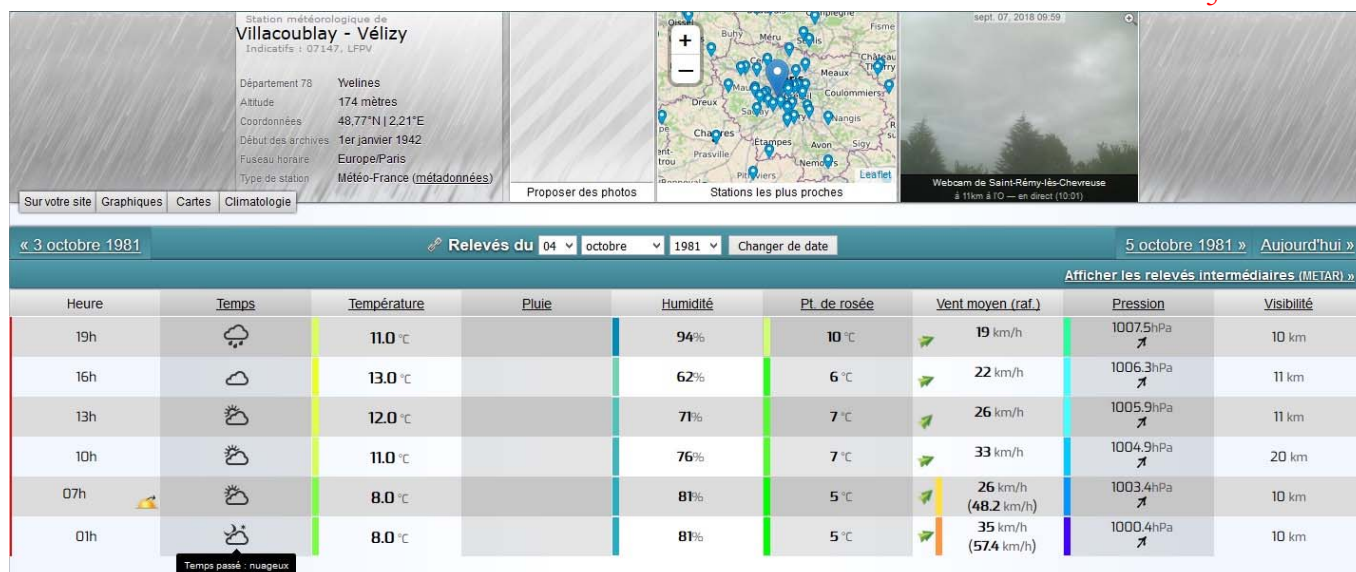 Station météorologique de
Villacoublay - Vélizy
Indicatifs : 07147, LFPV
Département 78 Yvelines
Altitude 174 mètres
Coordonnées 48,77°N | 2,21°E
Début des archives 1er janvier 1942
Fuseau horaire Europe/Paris
Type de station Météo-France (métadonnées)
Sur votre site Graphiques Cartes Climatologie
Proposer des photos
+
−
Buhy Méru Senlis
Fisme
Château
Thierry
Meaux
Coulommiers
Dreux
Nangis
Chartres
Étampes Avon Sigy
Prasville
Nemours
Pithiviers
Leaflet
Stations les plus proches
sept. 07, 2018 09:59
Webcam de Saint-Rémy-lès-Chevreuse
à 11km à l'O — en direct (10:01)
« 3 octobre 1981 Relevés du 04 octobre 1981 Changer de date 5 octobre 1981 » Aujourd'hui »
Afficher les relevés intermédiaires (METAR) »
Heure Temps Température Pluie Humidité Pt. de rosée Vent moyen (raf.) Pression Visibilité
19h 11.0 °C 94% 10 °C 19 km/h 1007.5hPa 10 km
16h 13.0 °C 62% 6 °C 22 km/h 1006.3hPa 11 km
13h 12.0 °C 71% 7 °C 26 km/h 1005.9hPa 11 km
10h 11.0 °C 76% 7 °C 33 km/h 1004.9hPa 20 km
07h 8.0 °C 81% 5 °C 26 km/h (48.2 km/h) 1003.4hPa 10 km
01h 8.0 °C 81% 5 °C 35 km/h (57.4 km/h) 1000.4hPa 10 km
Temps passé : nuageux